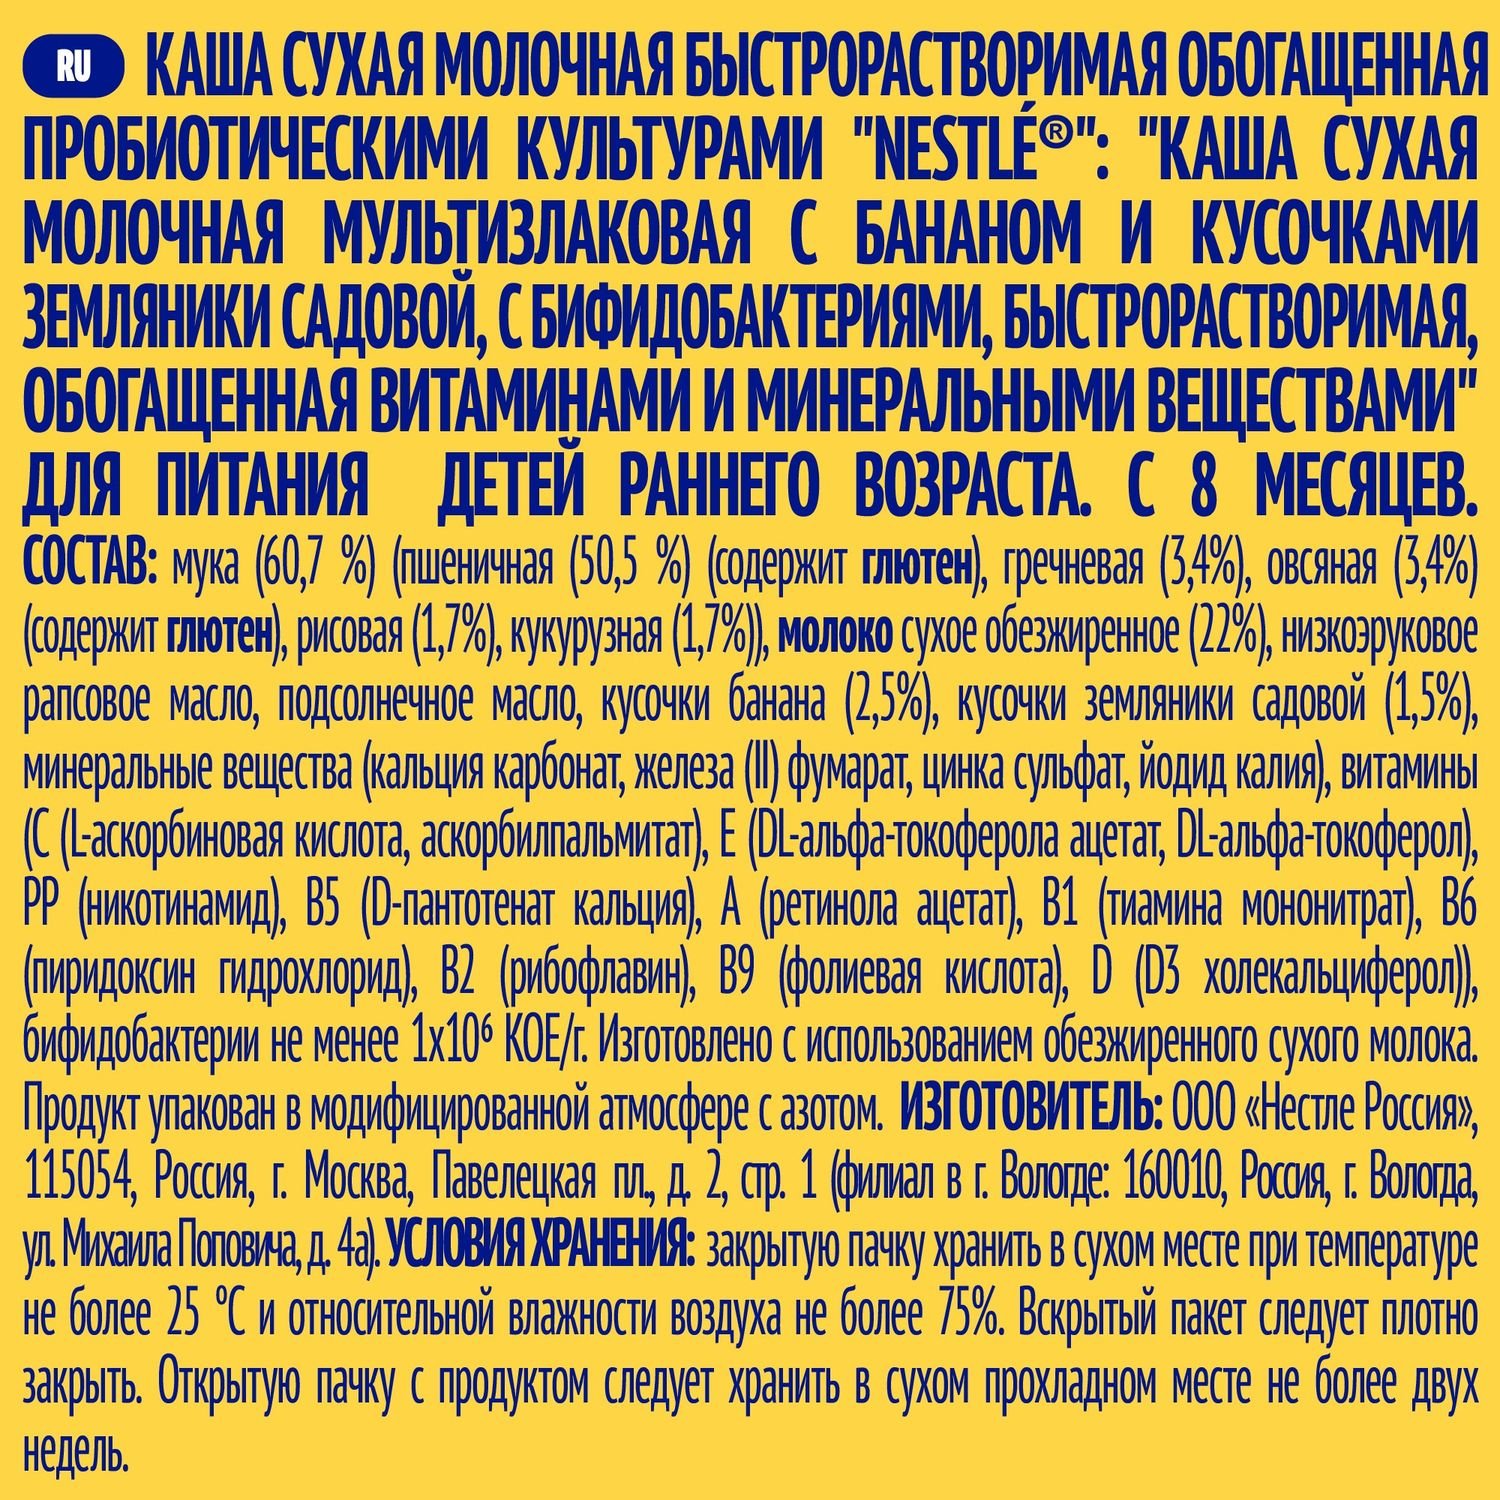 RU КАША СУХАЯ МОЛОЧНАЯ БЫСТРОРАСТВОРИМАЯ ОБОГАЩЕННАЯ
ПРОБИОТИЧЕСКИМИ КУЛЬТУРАМИ "NESTLÉ®": "КАША СУХАЯ
МОЛОЧНАЯ МУЛЬТИЗЛАКОВАЯ С БАНАНОМ И КУСОЧКАМИ
ЗЕМЛЯНИКИ САДОВОЙ, С БИФИДОБАКТЕРИЯМИ, БЫСТРОРАСТВОРИМАЯ,
ОБОГАЩЕННАЯ ВИТАМИНАМИ И МИНЕРАЛЬНЫМИ ВЕЩЕСТВАМИ"
ДЛЯ ПИТАНИЯ ДЕТЕЙ РАННЕГО ВОЗРАСТА. С 8 МЕСЯЦЕВ.
СОСТАВ: мука (60,7 %) (пшеничная (50,5 %) (содержит глютен), гречневая (3,4%), овсяная (3,4%)
(содержит глютен), рисовая (1,7%), кукурузная (1,7%)), молоко сухое обезжиренное (22%), низкоэруковое
рапсовое масло, подсолнечное масло, кусочки банана (2,5%), кусочки земляники садовой (1,5%),
минеральные вещества (кальция карбонат, железа (II) фумарат, цинка сульфат, йодид калия), витамины
(C (L-аскорбиновая кислота, аскорбилпальмитат), E (DL-альфа-токоферола ацетат, DL-альфа-токоферол),
PP (никотинамид), B5 (D-пантотенат кальция), A (ретинола ацетат), B1 (тиамина мононитрат), B6
(пиридоксин гидрохлорид), B2 (рибофлавин), B9 (фолиевая кислота), D (D3 холекальциферол)),
бифидобактерии не менее 1x10⁶ КОЕ/г. Изготовлено с использованием обезжиренного сухого молока.
Продукт упакован в модифицированной атмосфере с азотом. ИЗГОТОВИТЕЛЬ: ООО «Нестле Россия»,
115054, Россия, г. Москва, Павелецкая пл., д. 2, стр. 1 (филиал в г. Вологде: 160010, Россия, г. Вологда,
ул. Михаила Поповича, д. 4а). УСЛОВИЯ ХРАНЕНИЯ: закрытую пачку хранить в сухом месте при температуре
не более 25 °C и относительной влажности воздуха не более 75%. Вскрытый пакет следует плотно
закрыть. Открытую пачку с продуктом следует хранить в сухом прохладном месте не более двух
недель.